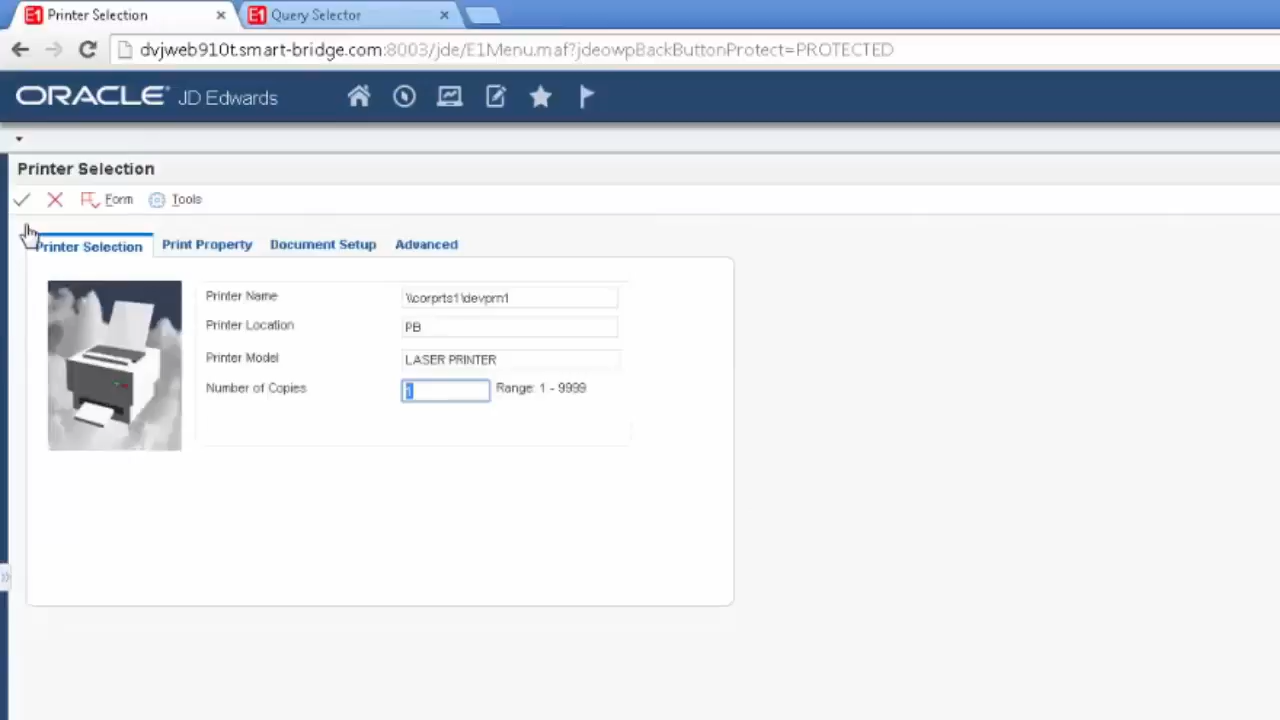 E1 Printer Selection
E1 Query Selector
dvjweb910t.smart-bridge.com:8003/jde/E1Menu.maf?jdeowpBackButtonProtect=PROTECTED
ORACLE JD Edwards
Printer Selection
Form Tools
Printer Selection Print Property Document Setup Advanced
Printer Name \\corprts1\devprn1
Printer Location PB
Printer Model LASER PRINTER
Number of Copies 1 Range: 1 - 9999